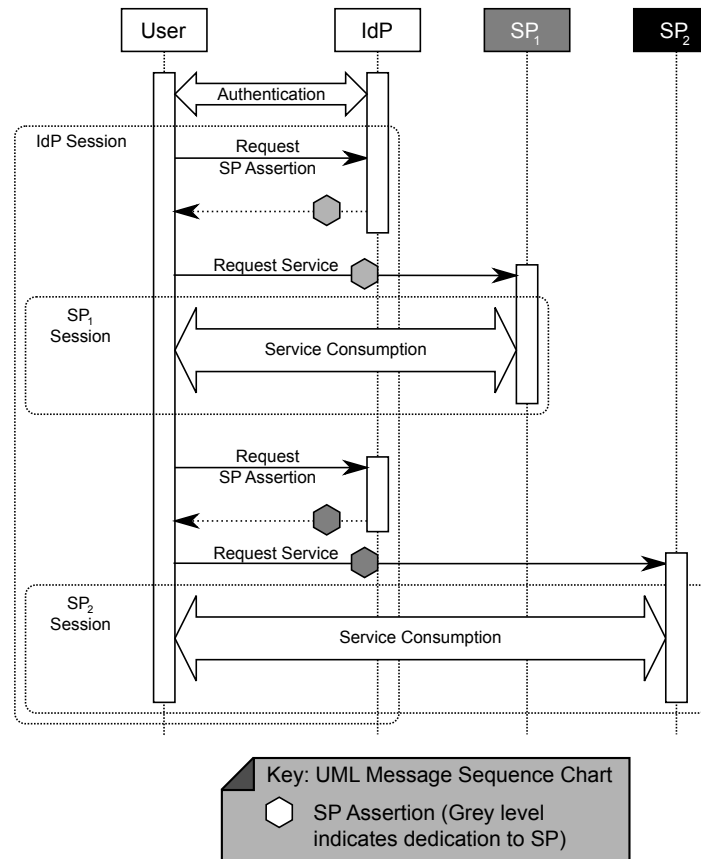 User IdP SP1 SP2
Authentication
IdP Session
Request
SP Assertion
Request Service
SP1
Session
Service Consumption
Request
SP Assertion
Request Service
SP2
Session
Service Consumption
Key: UML Message Sequence Chart
SP Assertion (Grey level
indicates dedication to SP)